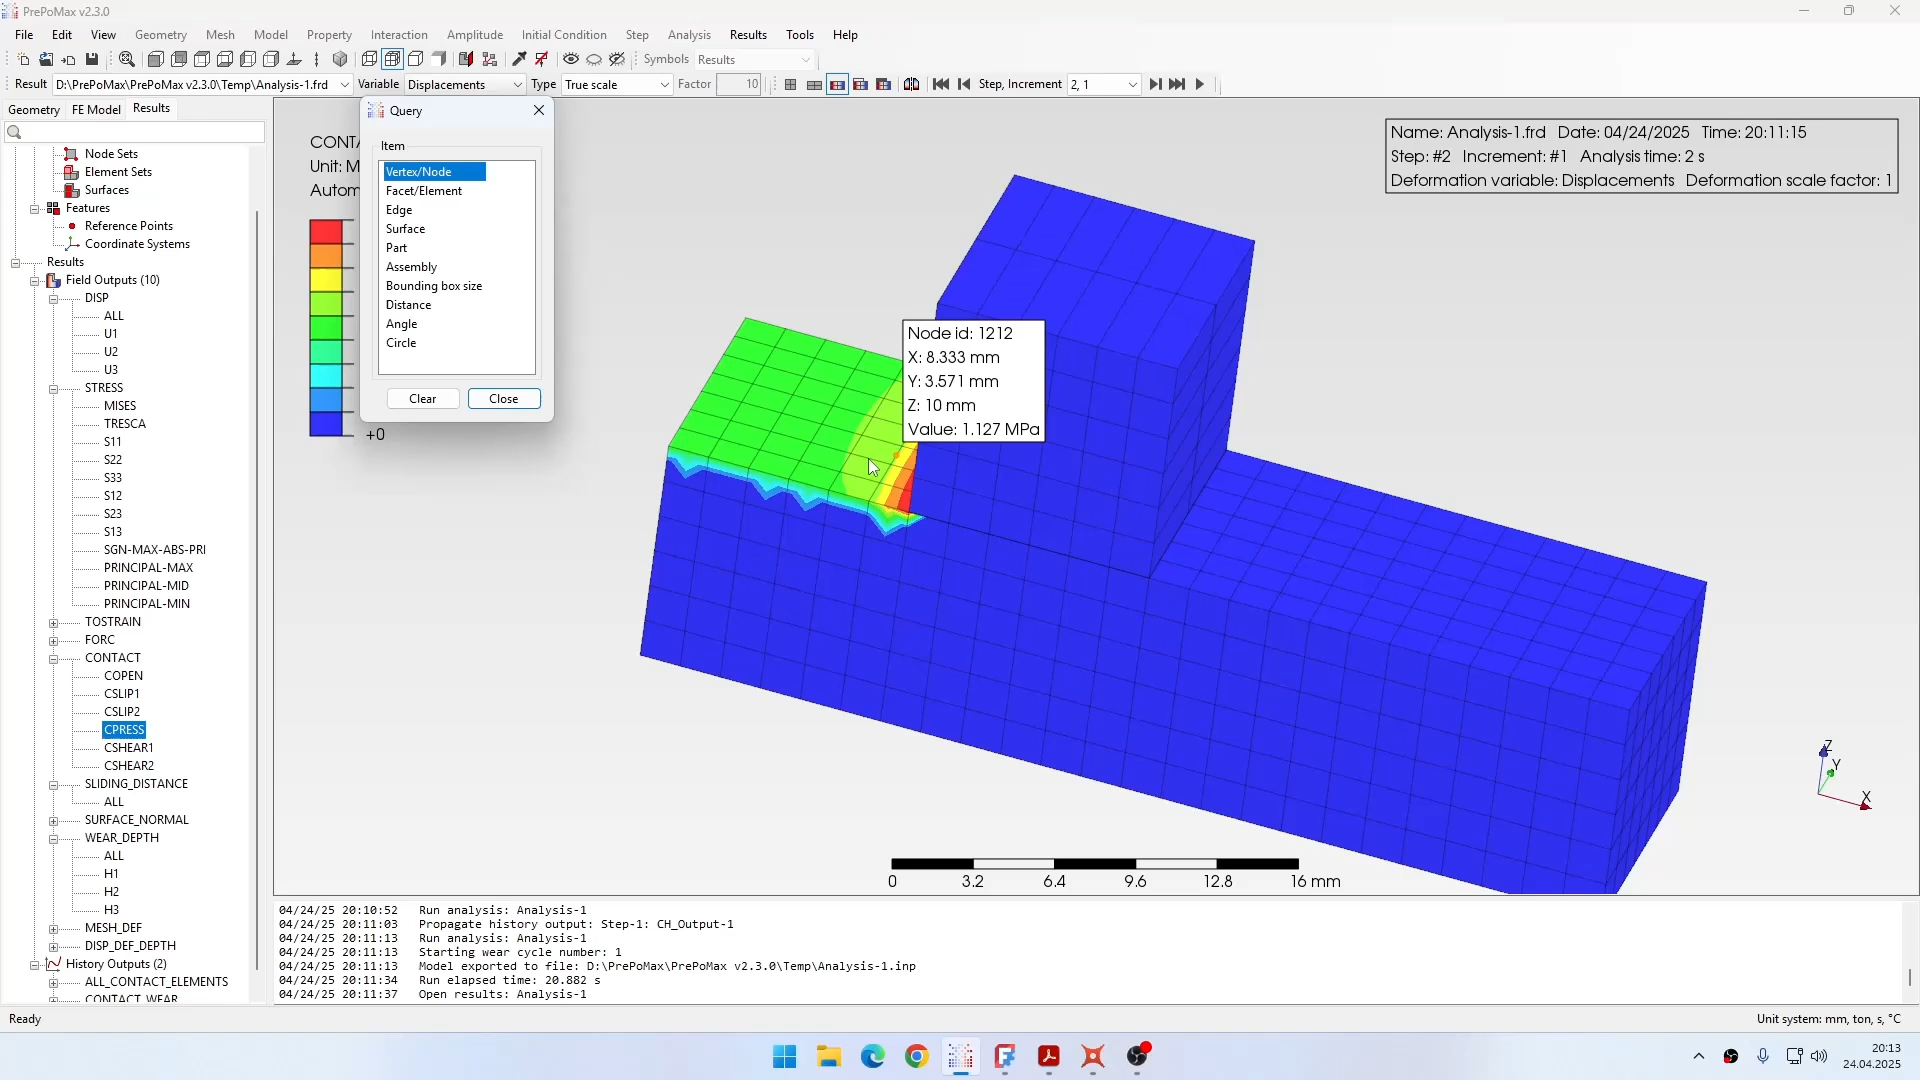 PrePoMax v2.3.0
File Edit View Geometry Mesh Model Property Interaction Amplitude Initial Condition Step Analysis Results Tools Help
Symbols Results
Result D:\PrePoMax\PrePoMax v2.3.0\Temp\Analysis-1.frd Variable Displacements Type True scale Factor 10 Step, Increment 2, 1
Geometry FE Model Results
Node Sets
Element Sets
Surfaces
Features
Reference Points
Coordinate Systems
Results
Field Outputs (10)
DISP
ALL
U1
U2
U3
STRESS
MISES
TRESCA
S11
S22
S33
S12
S23
S13
SGN-MAX-ABS-PRI
PRINCIPAL-MAX
PRINCIPAL-MID
PRINCIPAL-MIN
TOSTRAIN
FORC
CONTACT
COPEN
CSLIP1
CSLIP2
CPRESS
CSHEAR1
CSHEAR2
SLIDING_DISTANCE
ALL
SURFACE_NORMAL
WEAR_DEPTH
ALL
H1
H2
H3
MESH_DEF
DISP_DEF_DEPTH
History Outputs (2)
ALL_CONTACT_ELEMENTS
CONTACT_WEAR
Query
Item
Vertex/Node
Facet/Element
Edge
Surface
Part
Assembly
Bounding box size
Distance
Angle
Circle
Clear Close
CONTA
Unit: M
Autom
+0
Name: Analysis-1.frd Date: 04/24/2025 Time: 20:11:15
Step: #2 Increment: #1 Analysis time: 2 s
Deformation variable: Displacements Deformation scale factor: 1
Node id: 1212
X: 8.333 mm
Y: 3.571 mm
Z: 10 mm
Value: 1.127 MPa
Z
Y
X
0 3.2 6.4 9.6 12.8 16 mm
04/24/25 20:10:52 Run analysis: Analysis-1
04/24/25 20:11:03 Propagate history output: Step-1: CH_Output-1
04/24/25 20:11:13 Run analysis: Analysis-1
04/24/25 20:11:13 Starting wear cycle number: 1
04/24/25 20:11:13 Model exported to file: D:\PrePoMax\PrePoMax v2.3.0\Temp\Analysis-1.inp
04/24/25 20:11:34 Run elapsed time: 20.882 s
04/24/25 20:11:37 Open results: Analysis-1
Ready Unit system: mm, ton, s, °C
20:13
24.04.2025